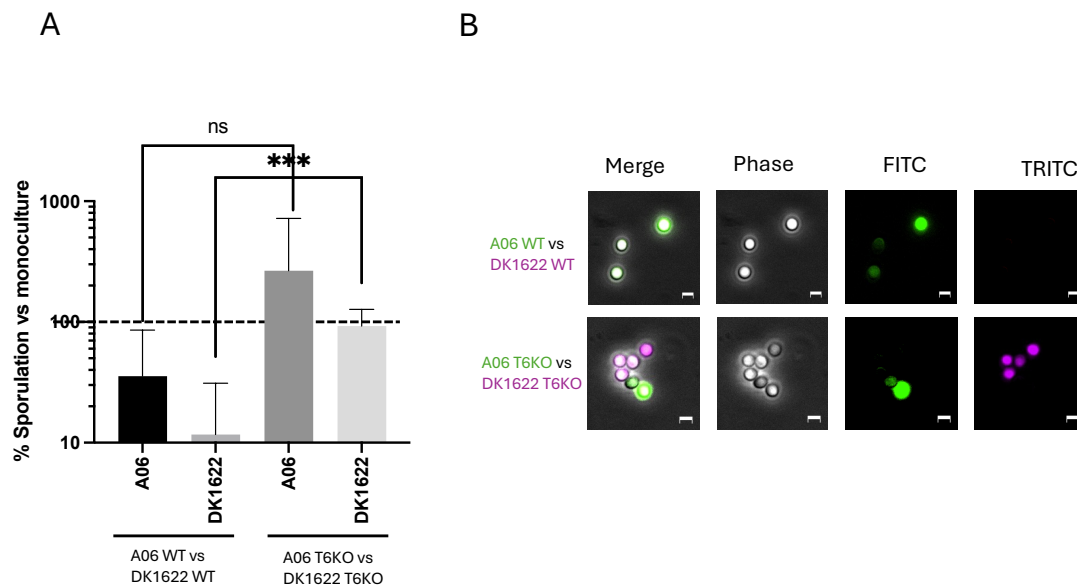 A
B
ns
***
% Sporulation vs monoculture
1000
100
10
A06
DK1622
A06
DK1622
A06 WT vs
DK1622 WT
A06 T6KO vs
DK1622 T6KO
Merge
Phase
FITC
TRITC
A06 WT vs
DK1622 WT
A06 T6KO vs
DK1622 T6KO